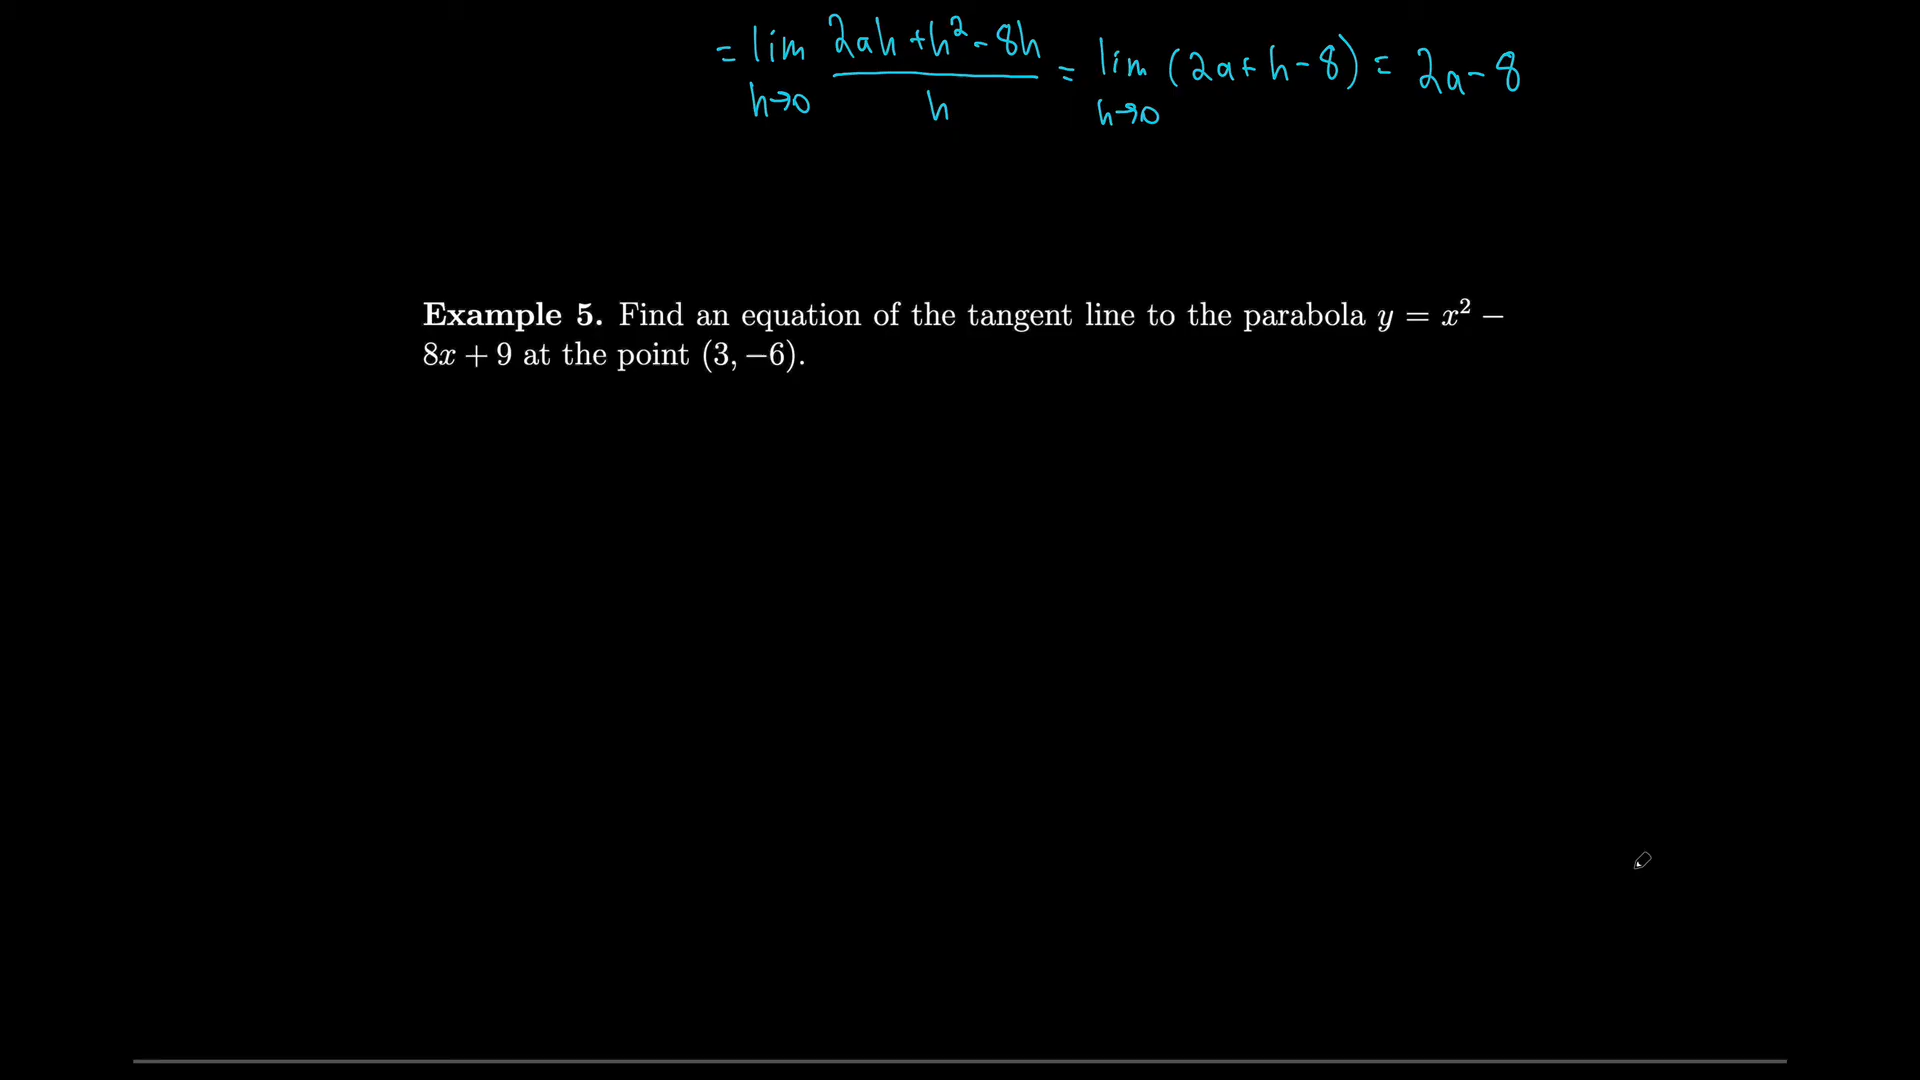 = lim h→0 (2ah + h² - 8h)/h = lim h→0 (2a + h - 8) = 2a - 8
Example 5. Find an equation of the tangent line to the parabola y = x² −
8x + 9 at the point (3, −6).